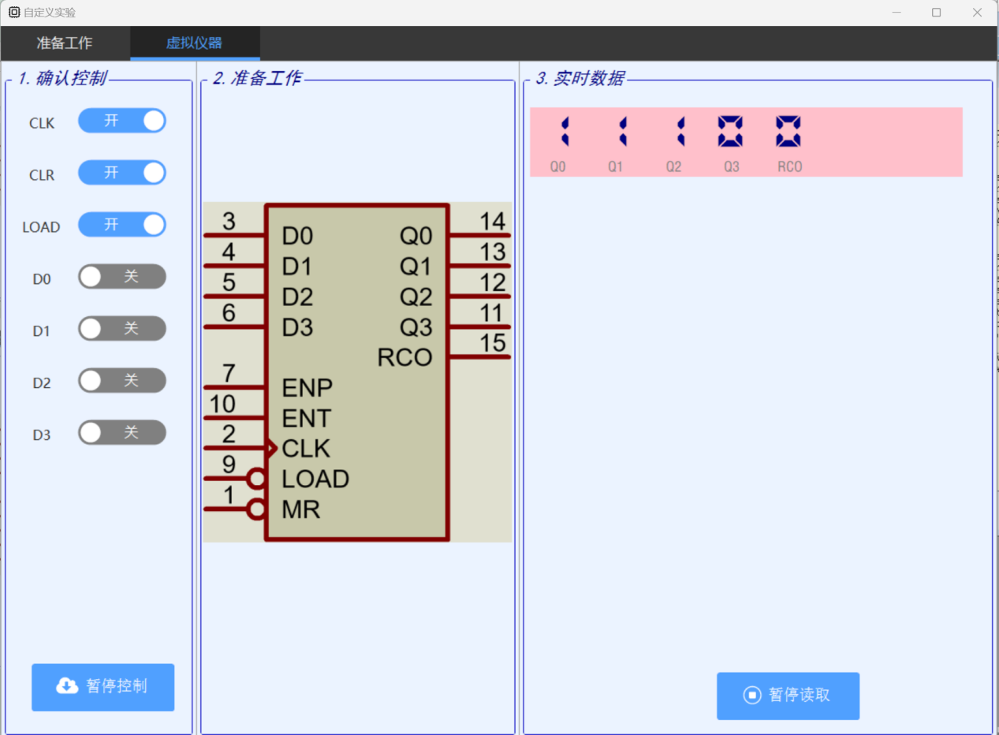 自定义实验
准备工作
虚拟仪器
1. 确认控制
CLK 开
CLR 开
LOAD 开
D0 关
D1 关
D2 关
D3 关
暂停控制
2. 准备工作
3 D0 Q0 14
4 D1 Q1 13
5 D2 Q2 12
6 D3 Q3 11
RCO 15
7 ENP
10 ENT
2 CLK
9 LOAD
1 MR
3. 实时数据
1 1 1 0 0
Q0 Q1 Q2 Q3 RCO
暂停读取